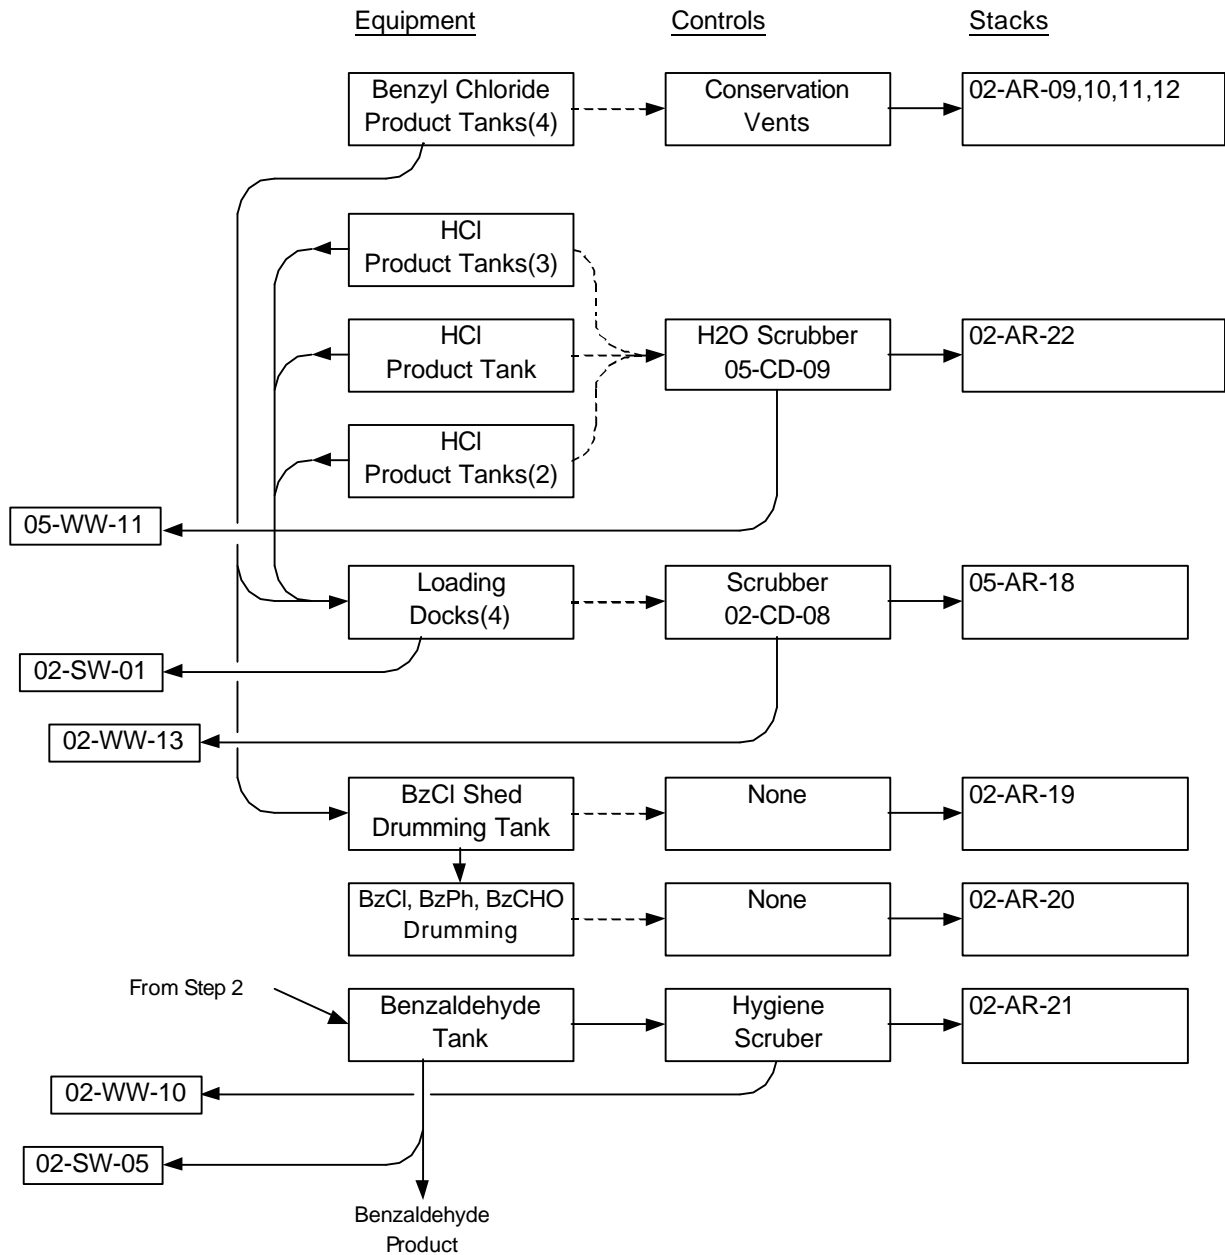 Equipment
Controls
Stacks
Benzyl Chloride
Product Tanks(4)
Conservation
Vents
02-AR-09,10,11,12
HCl
Product Tanks(3)
HCl
Product Tank
H2O Scrubber
05-CD-09
02-AR-22
HCl
Product Tanks(2)
05-WW-11
Loading
Docks(4)
Scrubber
02-CD-08
05-AR-18
02-SW-01
02-WW-13
BzCl Shed
Drumming Tank
None
02-AR-19
BzCl, BzPh, BzCHO
Drumming
None
02-AR-20
From Step 2
Benzaldehyde
Tank
Hygiene
Scruber
02-AR-21
02-WW-10
02-SW-05
Benzaldehyde
Product